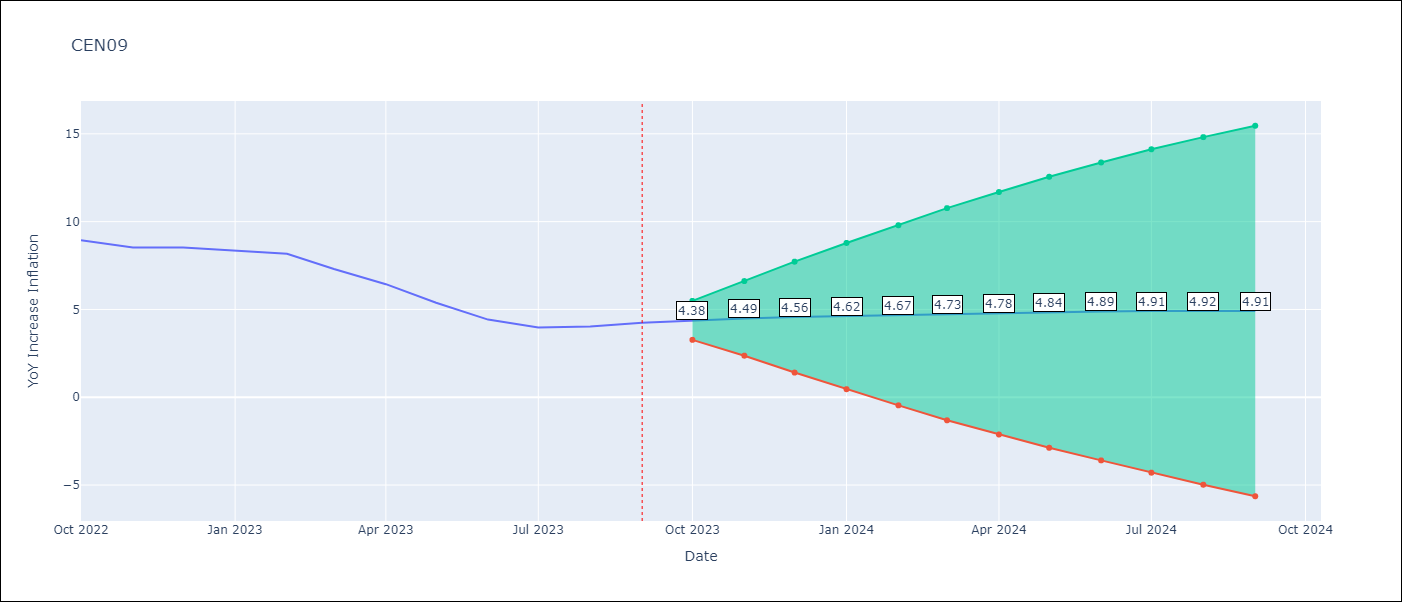 CEN09
YoY Increase Inflation
15
10
5
0
−5
4.38
4.49
4.56
4.62
4.67
4.73
4.78
4.84
4.89
4.91
4.92
4.91
Oct 2022
Jan 2023
Apr 2023
Jul 2023
Oct 2023
Jan 2024
Apr 2024
Jul 2024
Oct 2024
Date